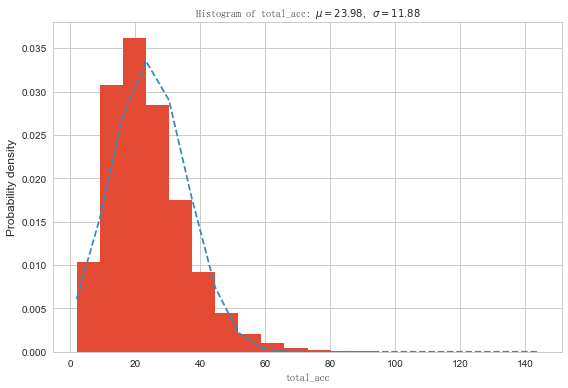 Histogram of total_acc: μ = 23.98, σ = 11.88
0.035
0.030
0.025
0.020
0.015
0.010
0.005
0.000
Probability density
0 20 40 60 80 100 120 140
total_acc